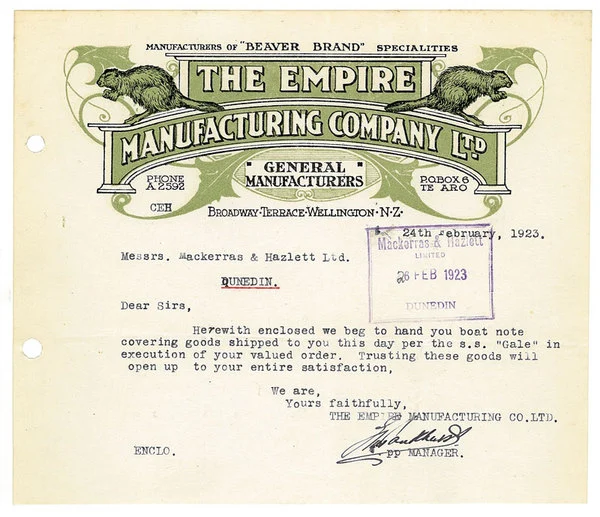 MANUFACTURERS OF "BEAVER BRAND" SPECIALITIES
THE EMPIRE
MANUFACTURING COMPANY LTD
"GENERAL"
MANUFACTURERS
PHONE
A.2592
P.O.BOX 6
TE ARO
CEH
BROADWAY·TERRACE·WELLINGTON·N·Z·
24th February, 1923.
Messrs. Mackerras & Hazlett Ltd.
DUNEDIN.
Mackerras & Hazlett
LIMITED
26 FEB 1923
DUNEDIN
Dear Sirs,
Herewith enclosed we beg to hand you boat note
covering goods shipped to you this day per the s.s. "Gale" in
execution of your valued order. Trusting these goods will
open up to your entire satisfaction,
We are,
Yours faithfully,
THE EMPIRE MANUFACTURING CO.LTD.
pp MANAGER.
ENCLO.